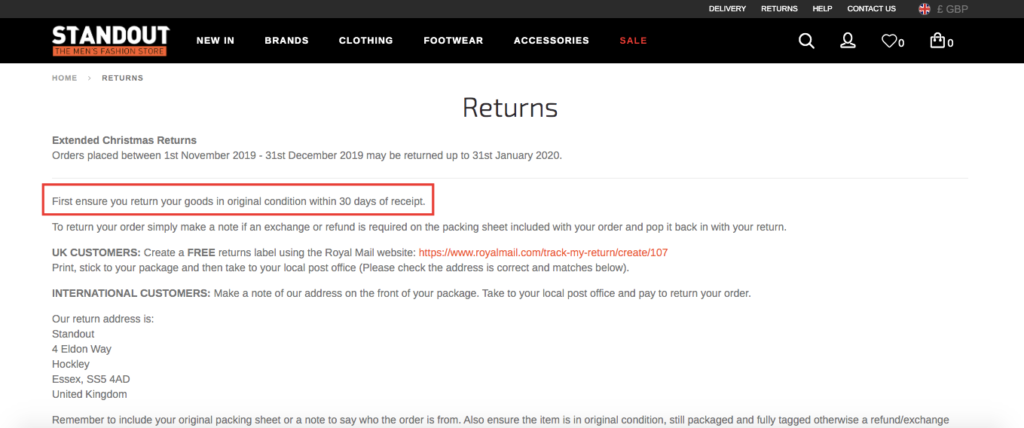 DELIVERY RETURNS HELP CONTACT US £ GBP
STANDOUT
THE MEN'S FASHION STORE
NEW IN BRANDS CLOTHING FOOTWEAR ACCESSORIES SALE 0 0
HOME › RETURNS
Returns
Extended Christmas Returns
Orders placed between 1st November 2019 - 31st December 2019 may be returned up to 31st January 2020.
First ensure you return your goods in original condition within 30 days of receipt.
To return your order simply make a note if an exchange or refund is required on the packing sheet included with your order and pop it back in with your return.
UK CUSTOMERS: Create a FREE returns label using the Royal Mail website: https://www.royalmail.com/track-my-return/create/107
Print, stick to your package and then take to your local post office (Please check the address is correct and matches below).
INTERNATIONAL CUSTOMERS: Make a note of our address on the front of your package. Take to your local post office and pay to return your order.
Our return address is:
Standout
4 Eldon Way
Hockley
Essex, SS5 4AD
United Kingdom
Remember to include your original packing sheet or a note to say who the order is from. Also ensure the item is in original condition, still packaged and fully tagged otherwise a refund/exchange